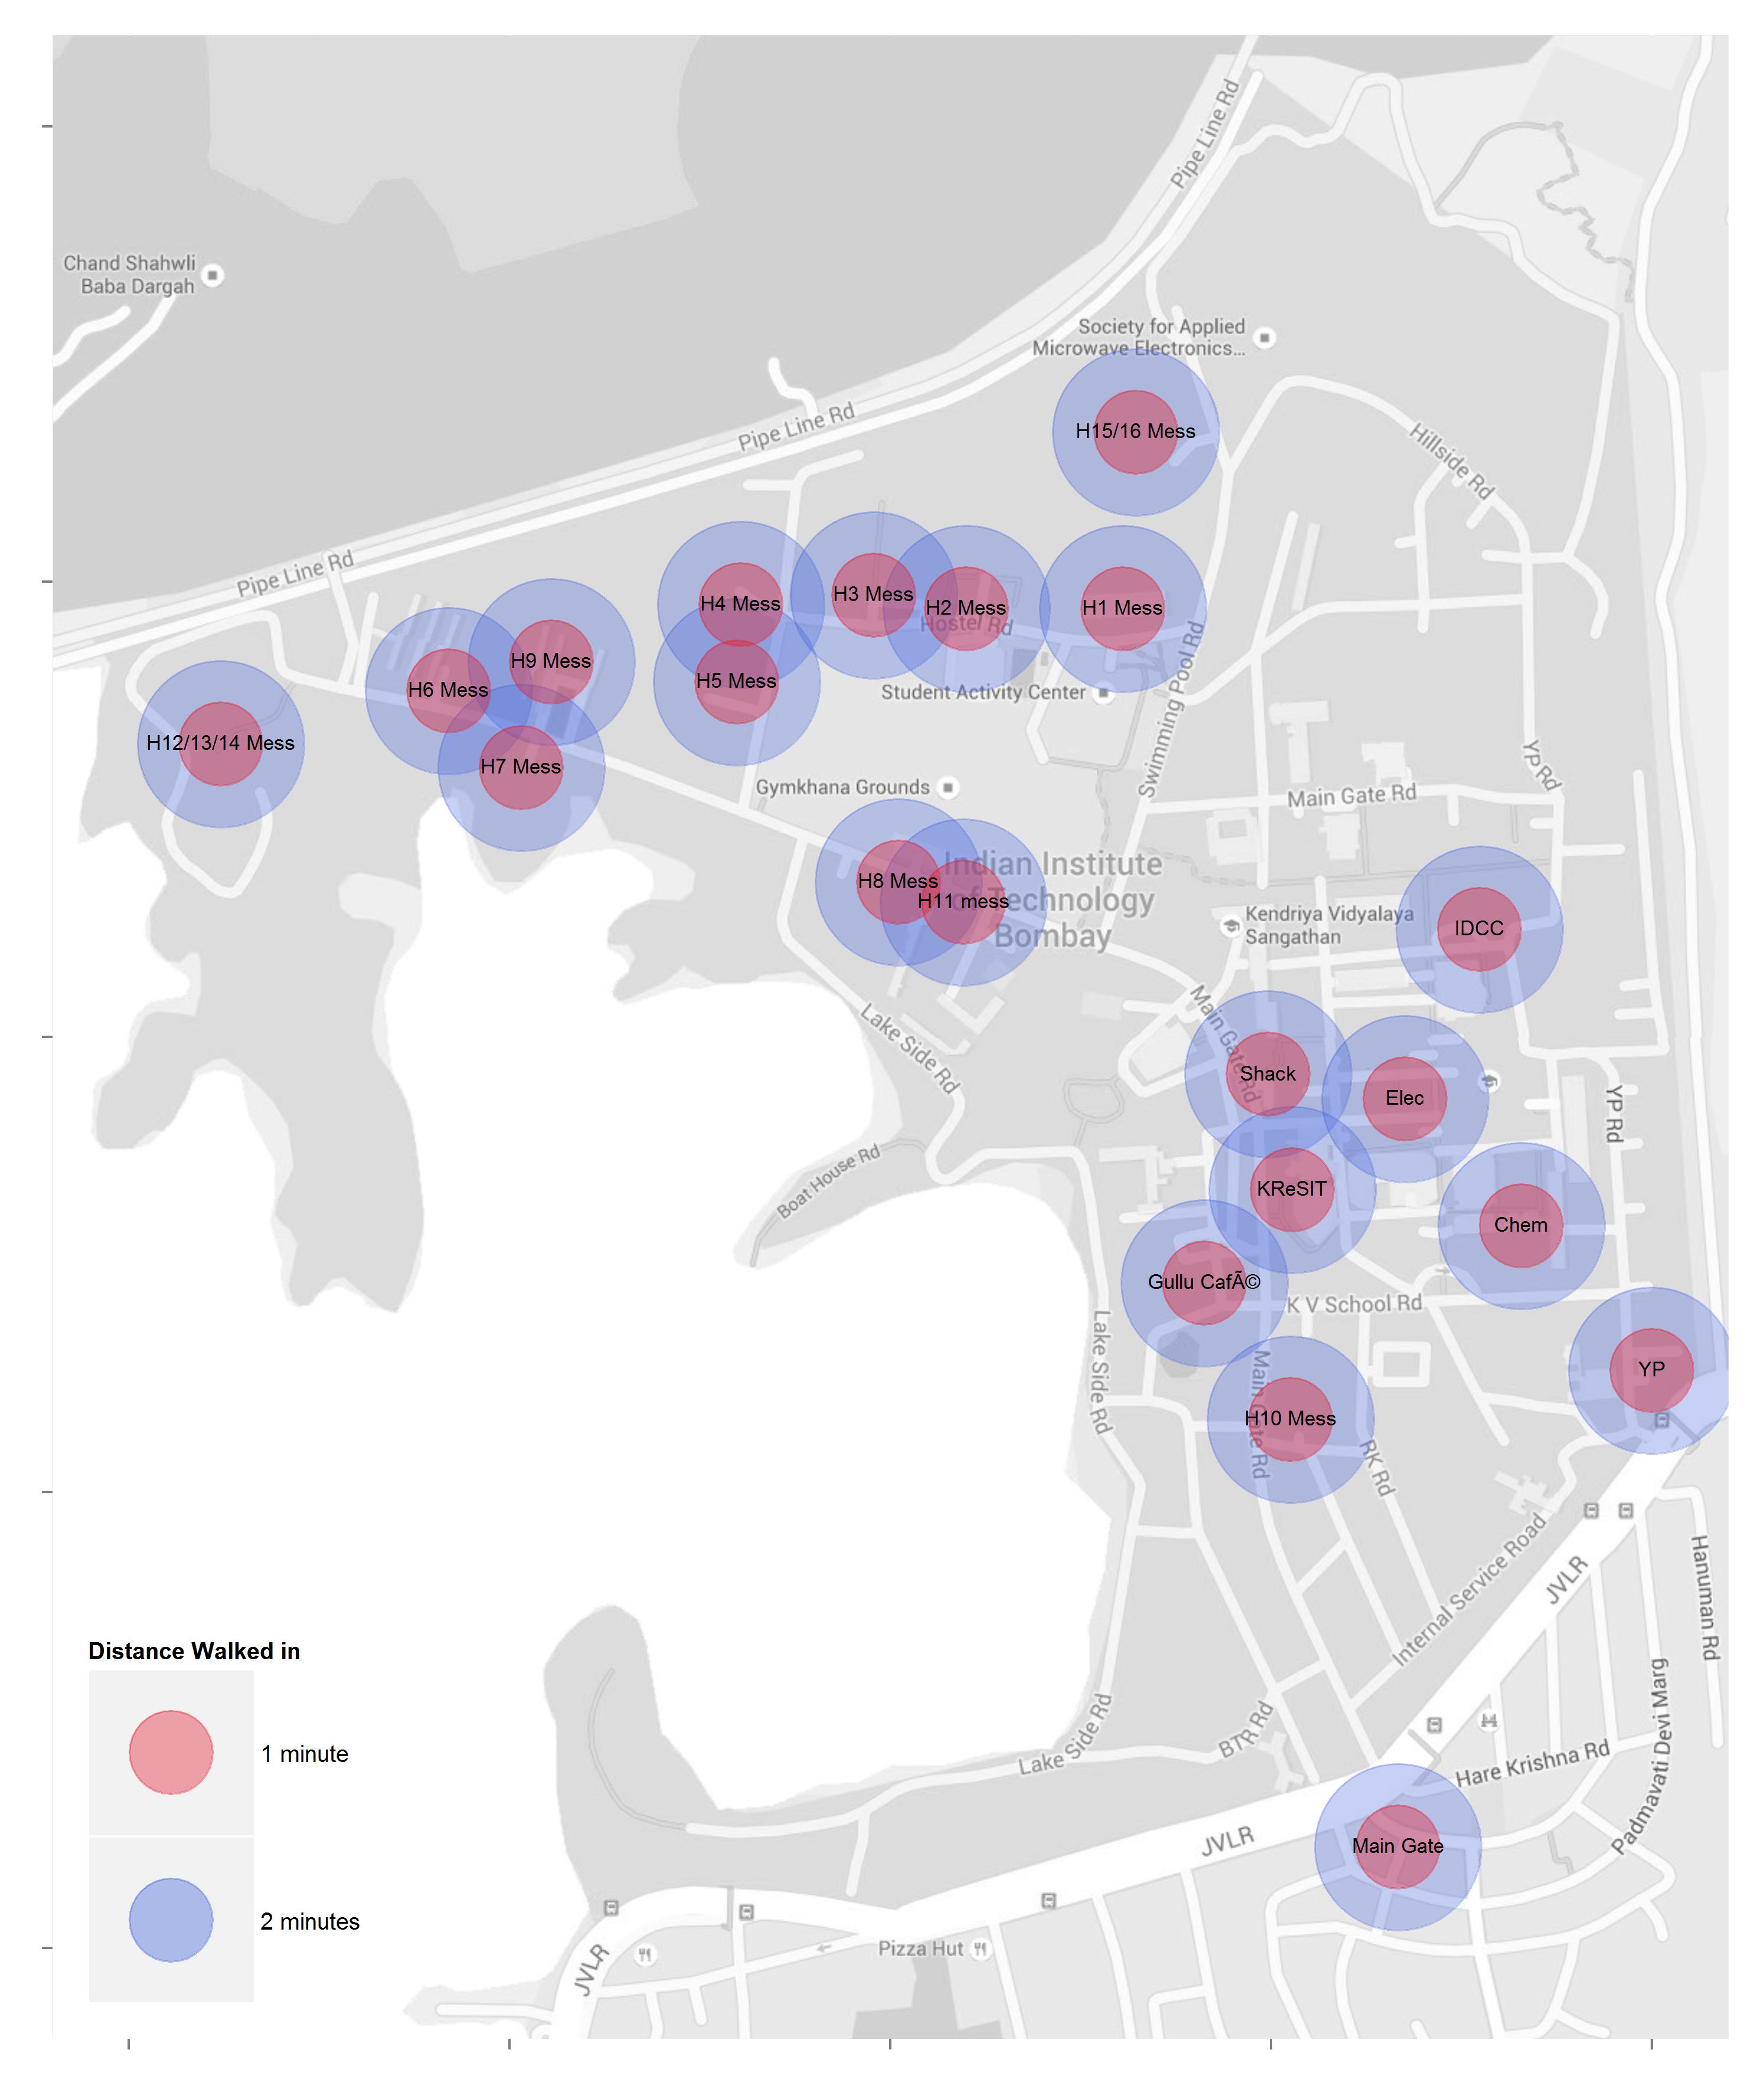 Pipe Line Rd
Chand Shahwli
Baba Dargah
Society for Applied
Microwave Electronics...
Pipe Line Rd
H15/16 Mess
Hillside Rd
Pipe Line Rd
H4 Mess
H3 Mess
H2 Mess
H1 Mess
Hostel Rd
H9 Mess
H6 Mess
H5 Mess
Student Activity Center
Swimming Pool Rd
H12/13/14 Mess
H7 Mess
YP Rd
Gymkhana Grounds
Main Gate Rd
H8 Mess
H11 mess
Indian Institute
of Technology
Bombay
Kendriya Vidyalaya
Sangathan
IDCC
Main Gate Rd
Lake Side Rd
Shack
Elec
YP Rd
Boat House Rd
KReSIT
Chem
Gullu CafÃ©
K V School Rd
Lake Side Rd
Main Gate Rd
YP
H10 Mess
RK Rd
Internal Service Road
JVLR
Hanuman Rd
Padmavati Devi Marg
Distance Walked in
1 minute
2 minutes
Lake Side Rd
BTR Rd
Hare Krishna Rd
JVLR
Main Gate
Pizza Hut
JVLR